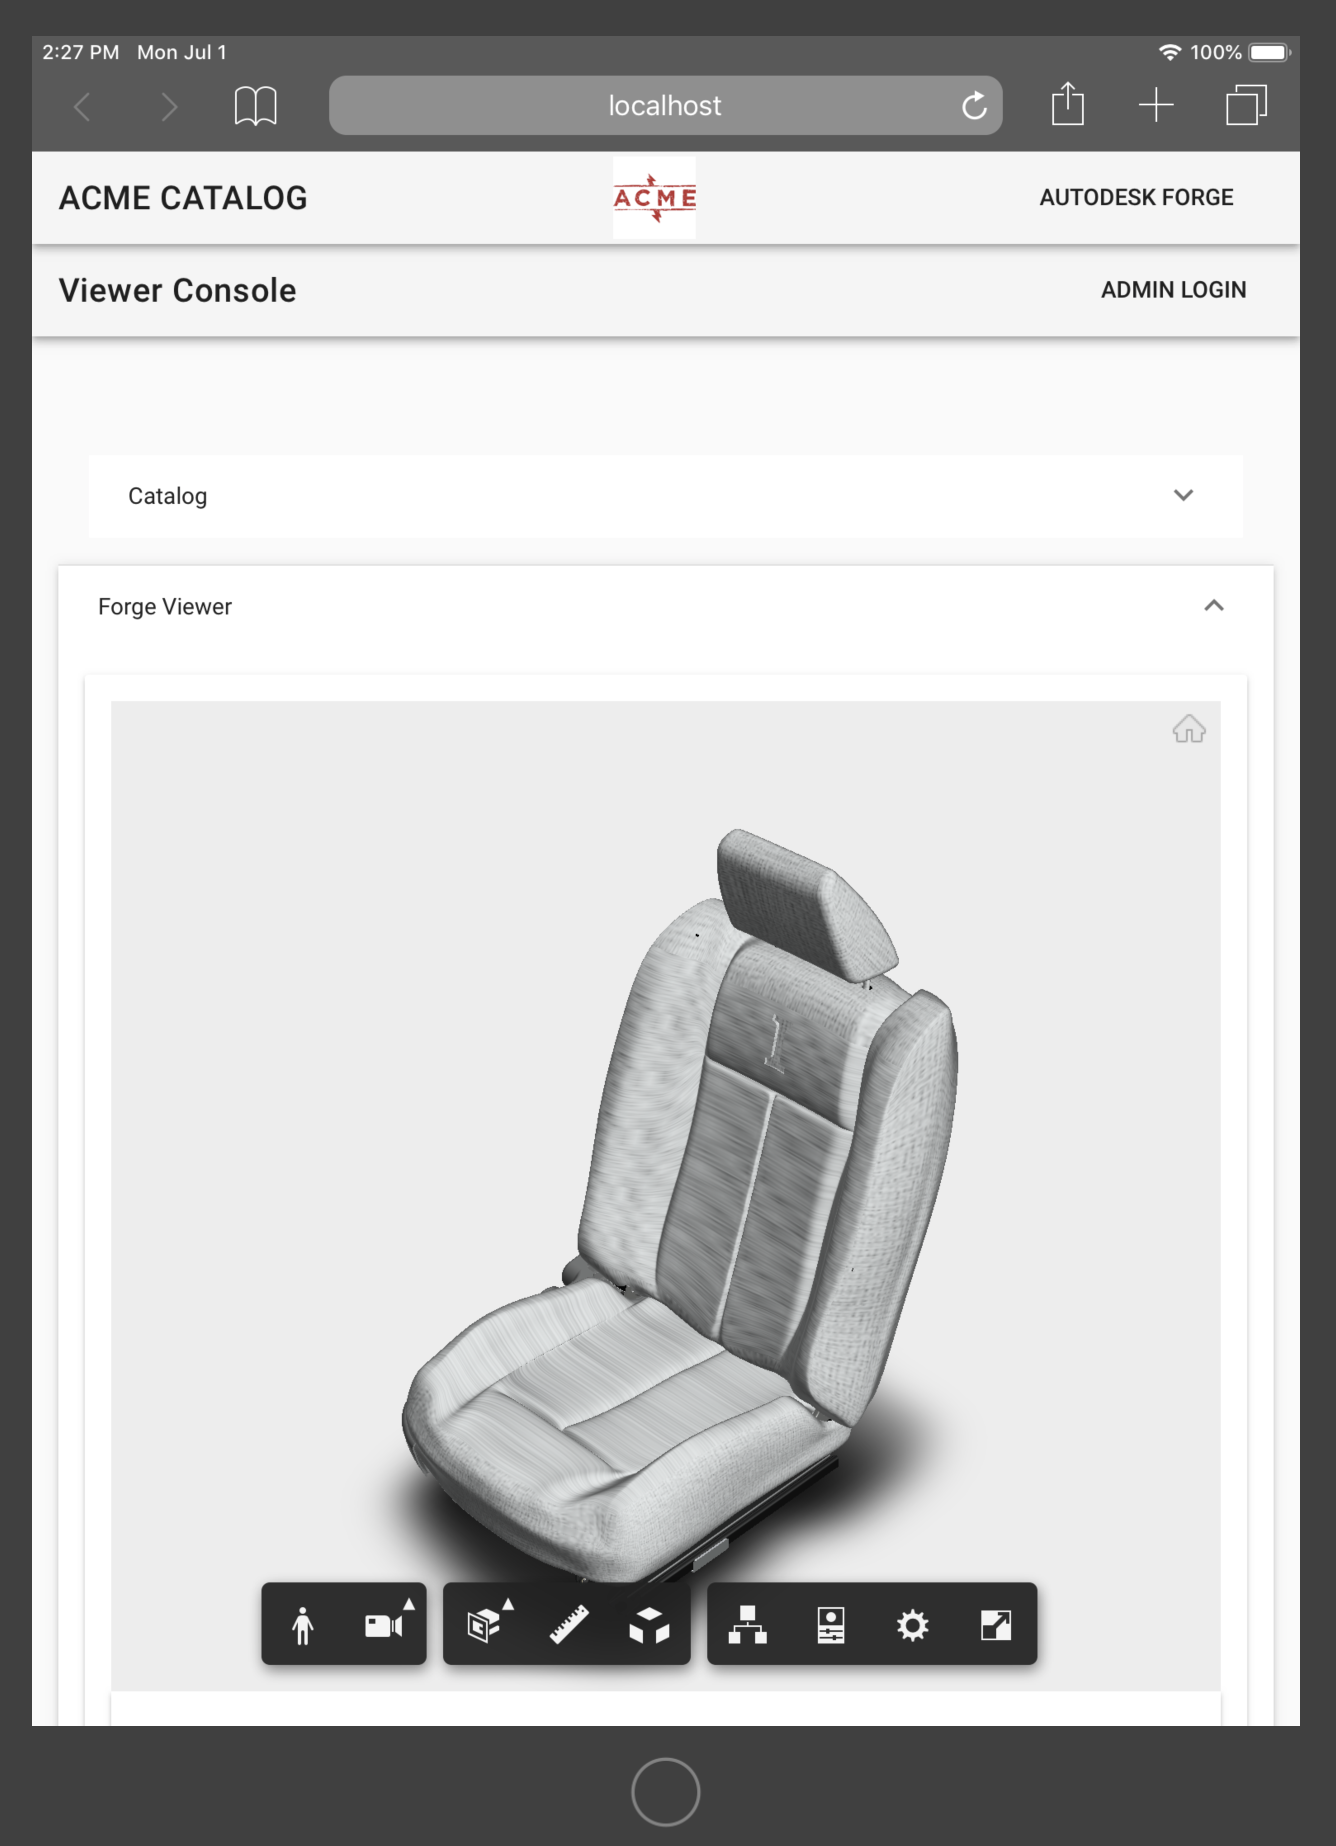 2:27 PM Mon Jul 1
100%
localhost
ACME CATALOG
ACME
AUTODESK FORGE
Viewer Console
ADMIN LOGIN
Catalog
Forge Viewer